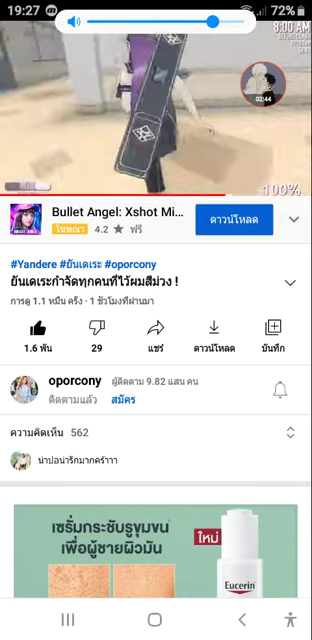 19:27
72%
8:00 AM
02:44
100%
Bullet Angel: Xshot Mi...
ดาวน์โหลด
โฆษณา 4.2 ★ ฟรี
#Yandere #ยันเดเระ #oporcony
ยันเดเระกำจัดทุกคนที่ไว้ผมสีม่วง !
การดู 1.1 หมื่น ครั้ง · 1 ชั่วโมงที่ผ่านมา
1.6 พัน
29
แชร์
ดาวน์โหลด
บันทึก
oporcony ผู้ติดตาม 9.82 แสน คน
ติดตามแล้ว สมัคร
ความคิดเห็น 562
น่าปอน่ารักมากคร้าาา
เซรั่มกระชับรูขุมขน
เพื่อผู้ชายผิวมัน
ใหม่
Eucerin